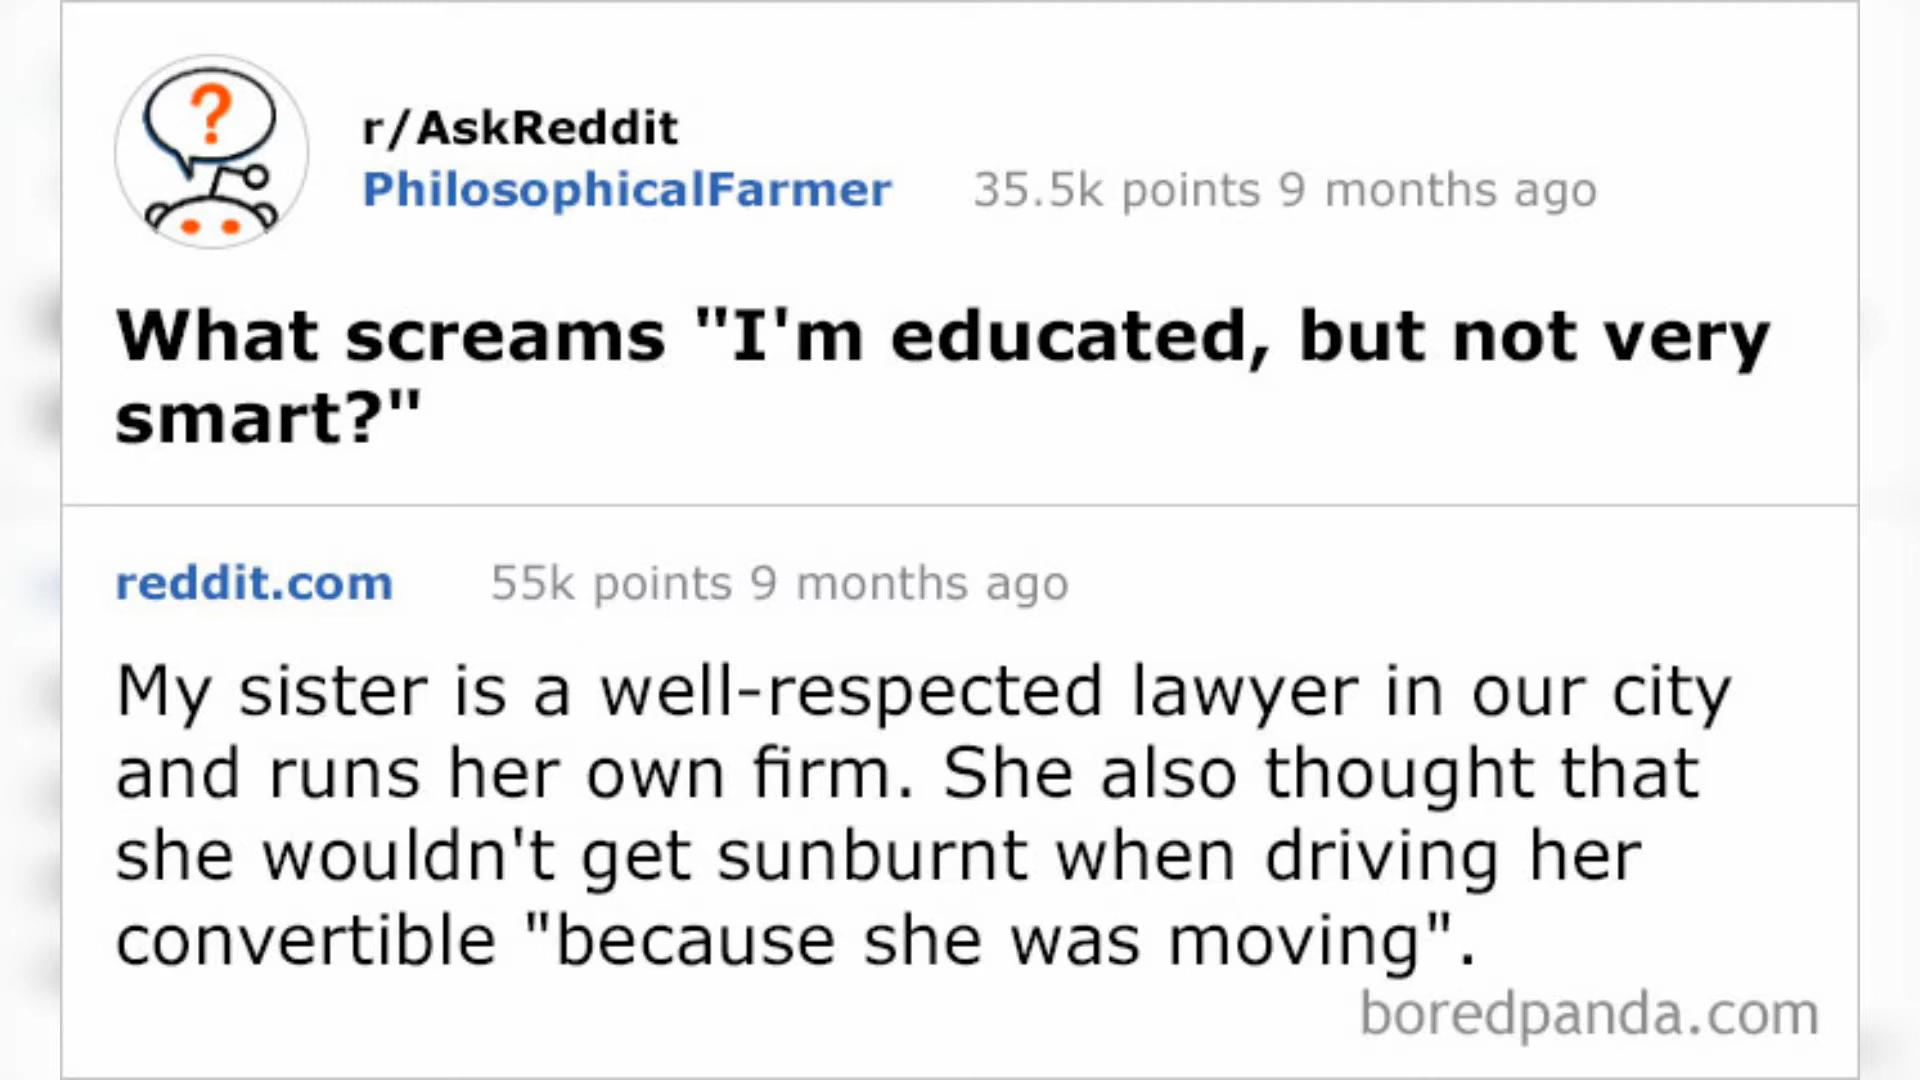 ?
r/AskReddit
PhilosophicalFarmer 35.5k points 9 months ago
What screams "I'm educated, but not very
smart?"
reddit.com 55k points 9 months ago
My sister is a well-respected lawyer in our city
and runs her own firm. She also thought that
she wouldn't get sunburnt when driving her
convertible "because she was moving".
boredpanda.com